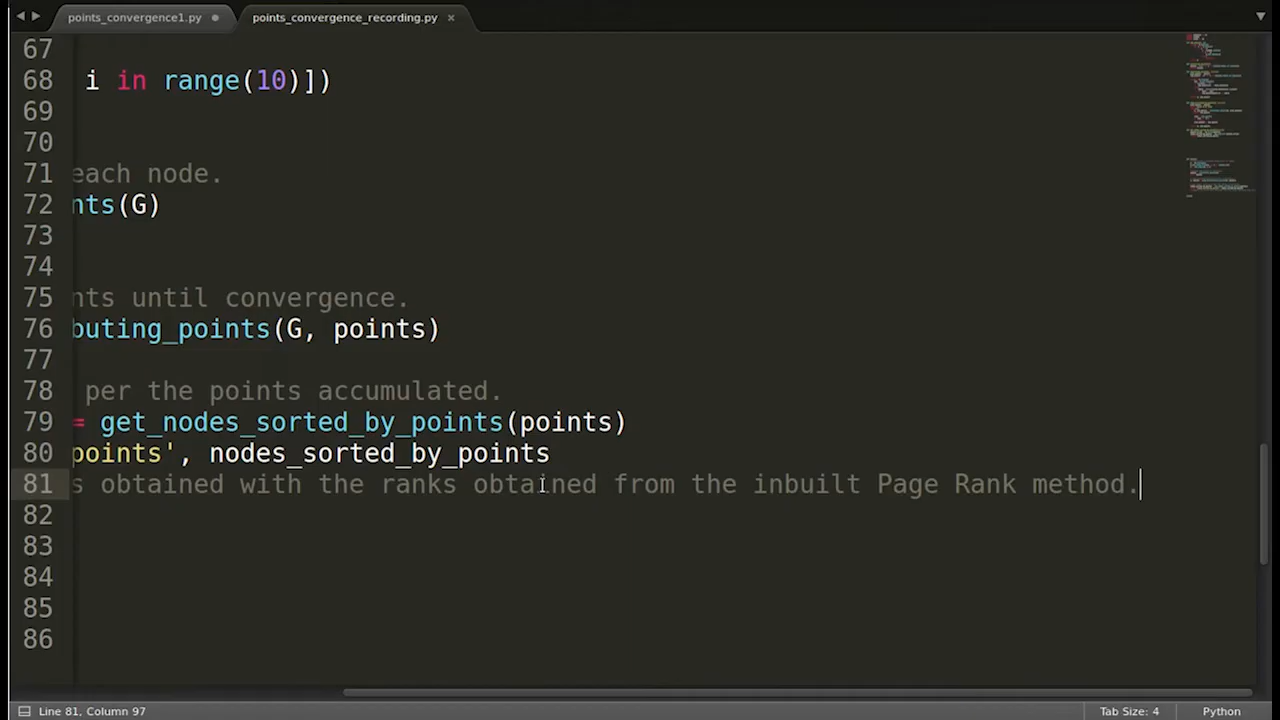 points_convergence1.py
points_convergence_recording.py
67
68 i in range(10)])
69
70
71 each node.
72 nts(G)
73
74
75 nts until convergence.
76 buting_points(G, points)
77
78 per the points accumulated.
79 = get_nodes_sorted_by_points(points)
80 points', nodes_sorted_by_points
81 s obtained with the ranks obtained from the inbuilt Page Rank method.
82
83
84
85
86
Line 81, Column 97
Tab Size: 4
Python